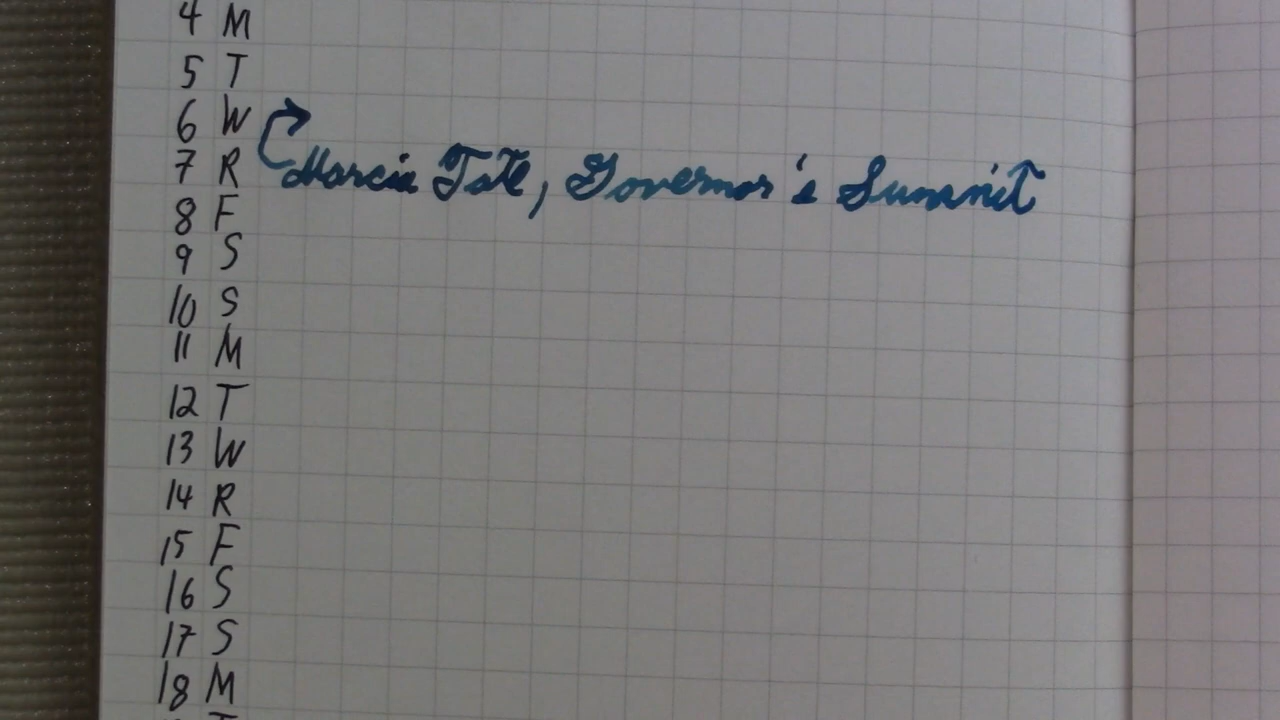 4 M
5 T
6 W
7 R Marcia Tate, Governor's Summit
8 F
9 S
10 S
11 M
12 T
13 W
14 R
15 F
16 S
17 S
18 M